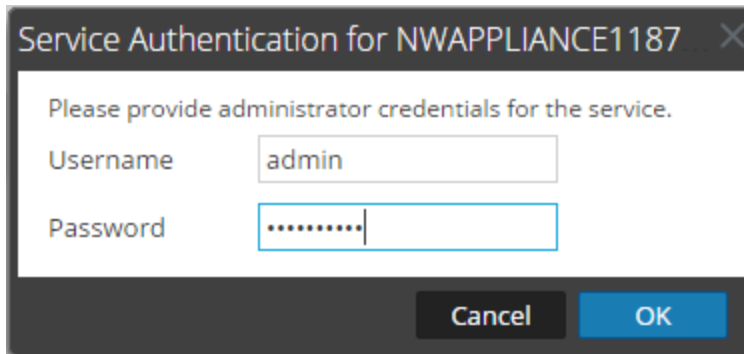 Service Authentication for NWAPPLIANCE1187...
Please provide administrator credentials for the service.
Username admin
Password ••••••••••
Cancel OK